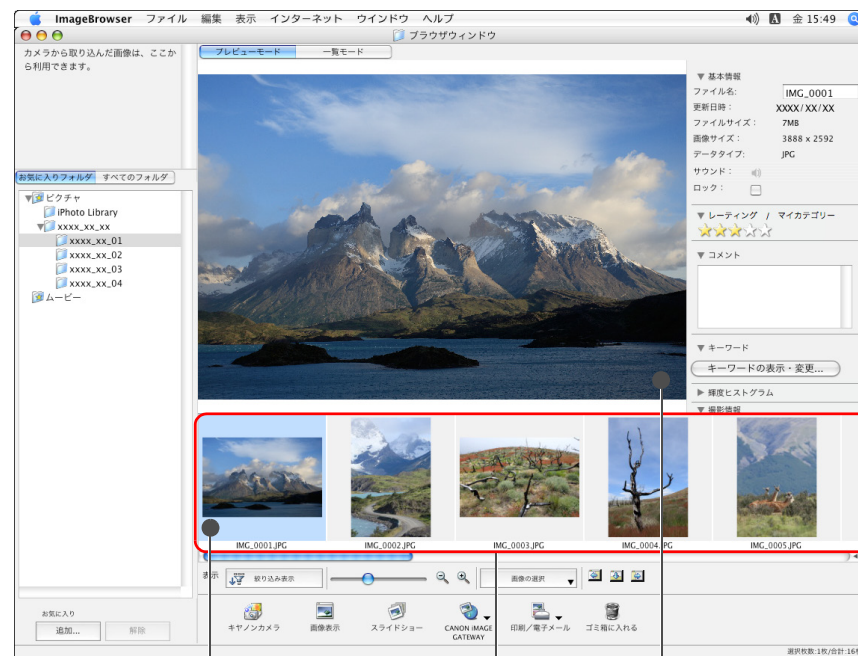 ImageBrowser ファイル 編集 表示 インターネット ウインドウ ヘルプ
金 15:49
ブラウザウィンドウ
カメラから取り込んだ画像は、ここか
ら利用できます。
プレビューモード 一覧モード
お気に入りフォルダ すべてのフォルダ
ピクチャ
iPhoto Library
xxxx_xx_xx
xxxx_xx_01
xxxx_xx_02
xxxx_xx_03
xxxx_xx_04
ムービー
▼ 基本情報
ファイル名: IMG_0001
更新日時: XXXX/XX/XX
ファイルサイズ: 7MB
画像サイズ: 3888 x 2592
データタイプ: JPG
サウンド:
ロック:
▼ レーティング / マイカテゴリー
▼ コメント
▼ キーワード
キーワードの表示・変更...
▶ 輝度ヒストグラム
▼ 撮影情報
IMG_0001.JPG IMG_0002.JPG IMG_0003.JPG IMG_0004.JPG IMG_0005.JPG
表示 絞り込み表示 画像の選択
キヤノンカメラ 画像表示 スライドショー CANON iMAGE GATEWAY 印刷/電子メール ゴミ箱に入れる
お気に入り
追加... 解除
選択枚数:1枚/合計:16